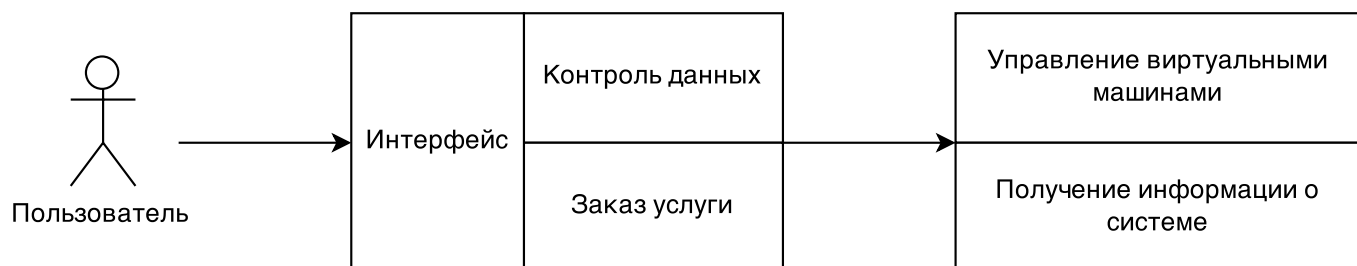 Пользователь
Интерфейс
Контроль данных
Заказ услуги
Управление виртуальными
машинами
Получение информации о
системе